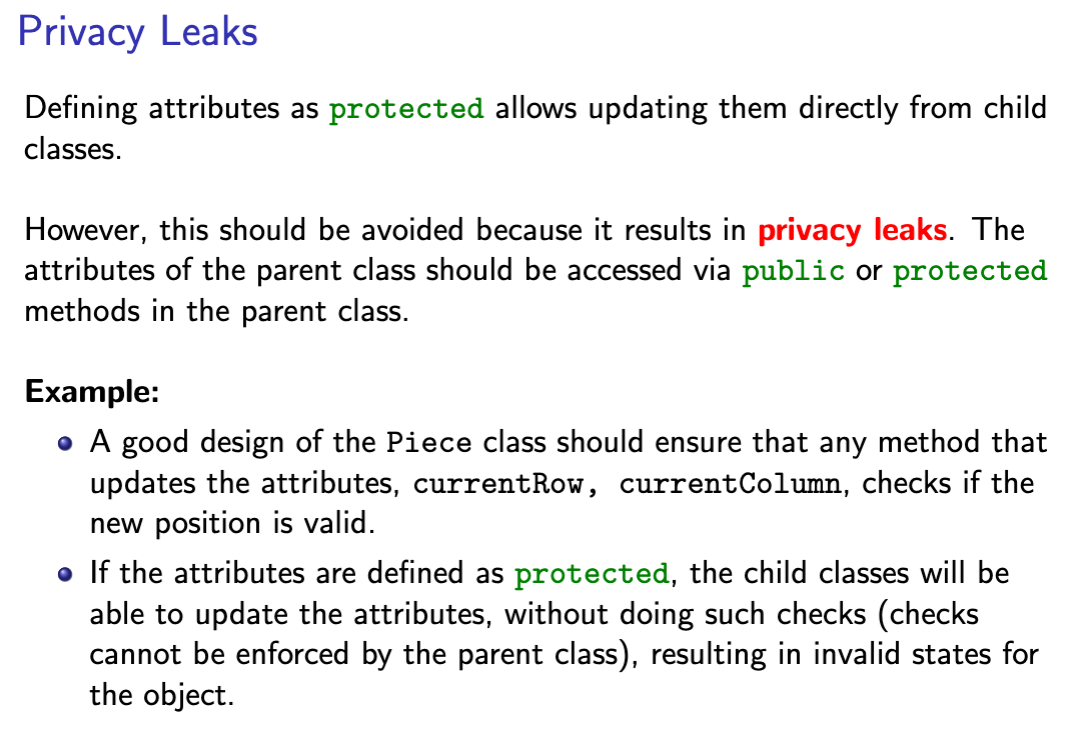 Privacy Leaks
Defining attributes as protected allows updating them directly from child
classes.
However, this should be avoided because it results in privacy leaks. The
attributes of the parent class should be accessed via public or protected
methods in the parent class.
Example:
A good design of the Piece class should ensure that any method that
updates the attributes, currentRow, currentColumn, checks if the
new position is valid.
If the attributes are defined as protected, the child classes will be
able to update the attributes, without doing such checks (checks
cannot be enforced by the parent class), resulting in invalid states for
the object.